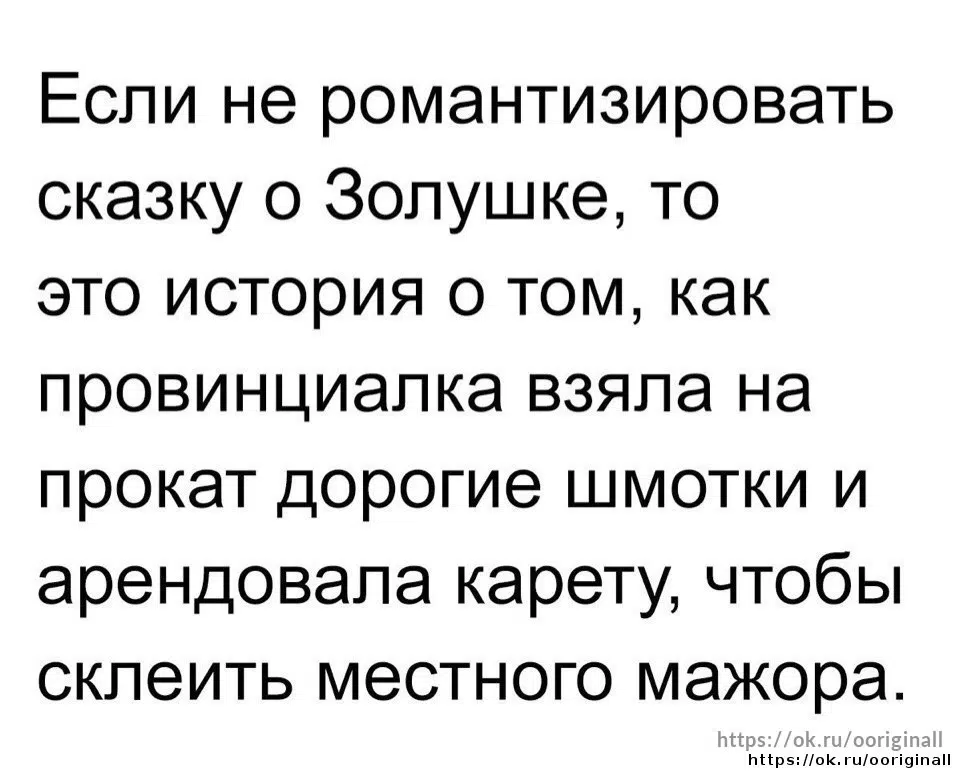 Если не романтизировать
сказку о Золушке, то
это история о том, как
провинциалка взяла на
прокат дорогие шмотки и
арендовала карету, чтобы
склеить местного мажора.
https://ok.ru/ooriginall
https://ok.ru/ooriginall